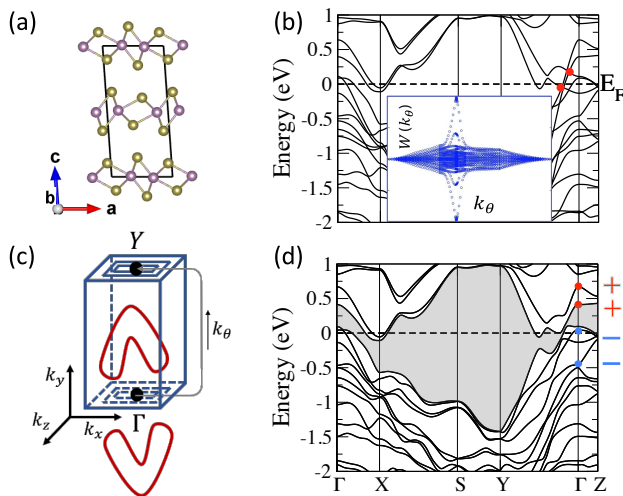 (a)
c
b
a
(b)
Energy (eV)
1
0.5
0
-0.5
-1
-1.5
-2
E_F
W(k_θ)
k_θ
(c)
Y
k_θ
k_y
k_z
k_x
Γ
(d)
Energy (eV)
1
0.5
0
-0.5
-1
-1.5
-2
+
+
−
−
Γ X S Y Γ Z